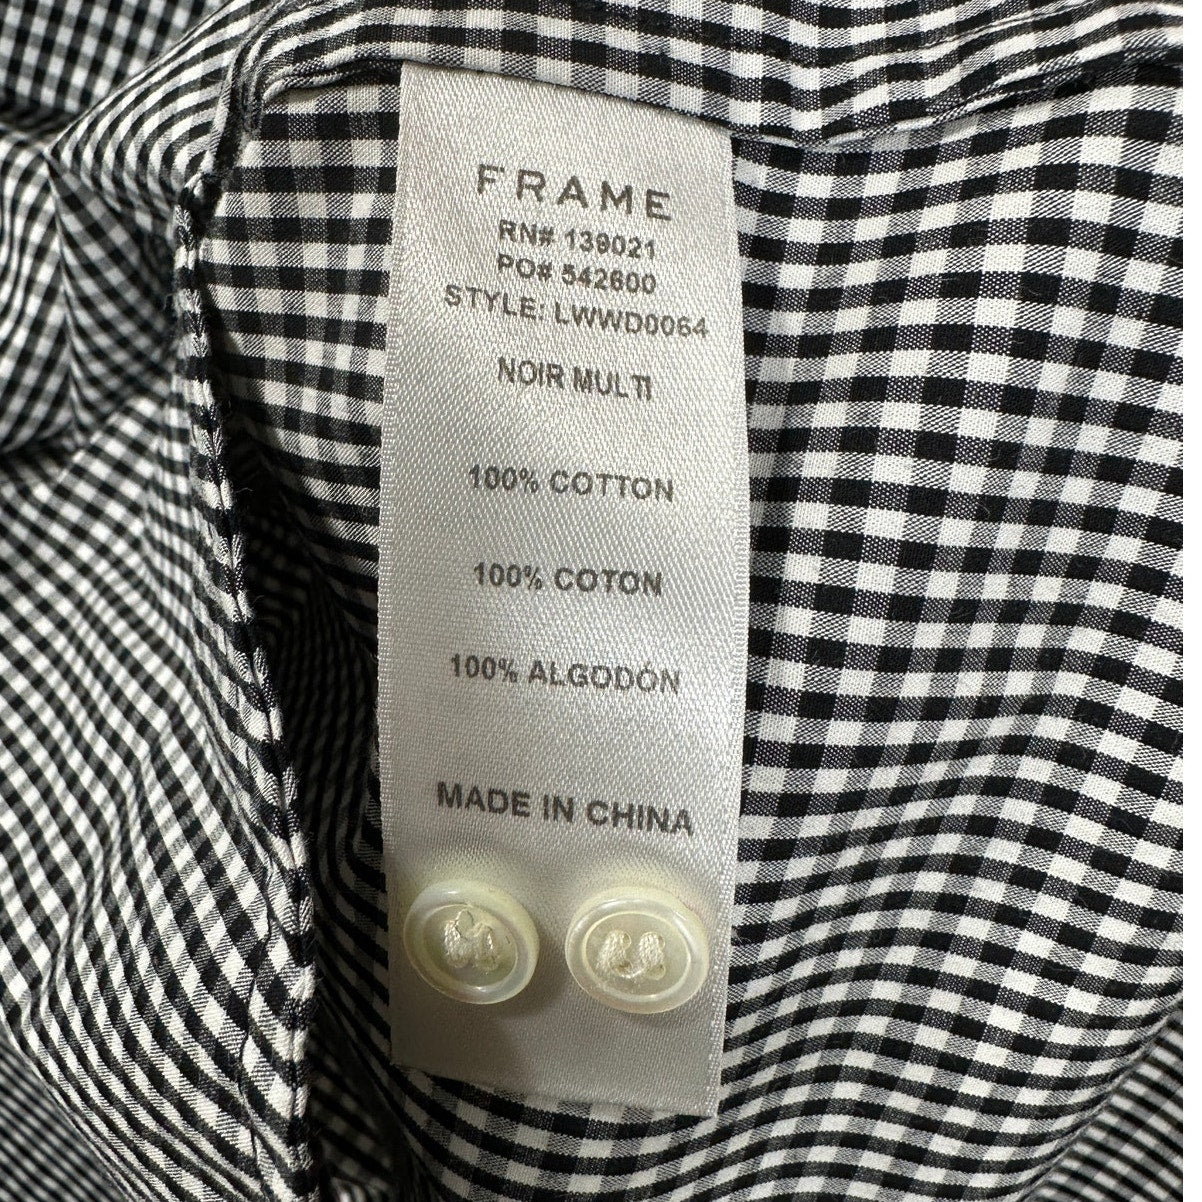 FRAME
RN# 139021
PO# 542600
STYLE: LWWD0064
NOIR MULTI
100% COTTON
100% COTON
100% ALGODÓN
MADE IN CHINA